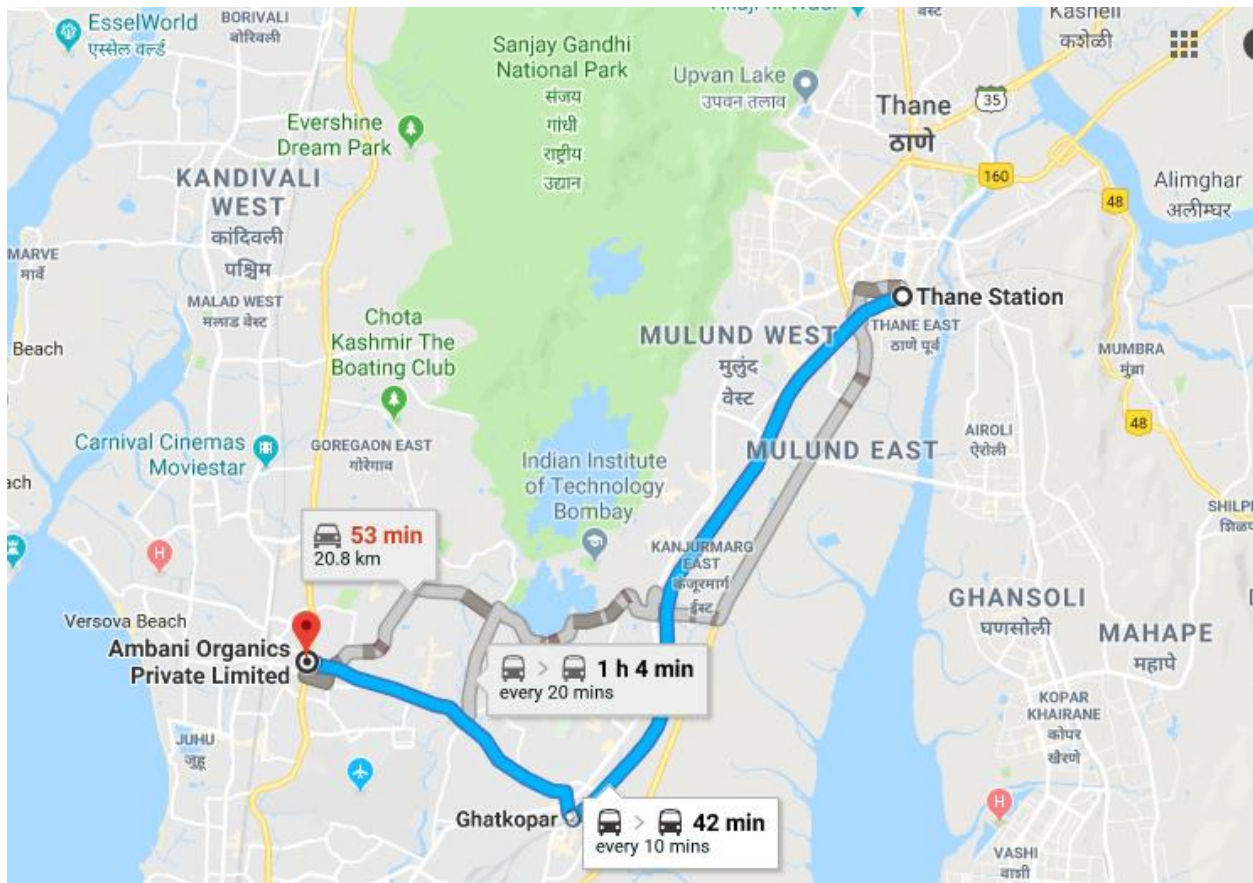 EsselWorld
एस्सेल वर्ल्ड
BORIVALI
बोरिवली
Sanjay Gandhi
National Park
संजय
गांधी
राष्ट्रीय
उद्यान
Upvan Lake
उपवन तलाव
वेस्ट
Kasheli
कशेळी
35
Thane
ठाणे
160
48
Alimghar
अलीम्घर
Evershine
Dream Park
KANDIVALI
WEST
कांदिवली
पश्चिम
MARVE
मार्वे
MALAD WEST
मलाड वेस्ट
Beach
Chota
Kashmir The
Boating Club
Thane Station
THANE EAST
ठाणे पूर्व
MULUND WEST
मुलुंद
वेस्ट
MUMBRA
मुंब्रा
48
Carnival Cinemas
Moviestar
GOREGAON EAST
गोरेगाव
MULUND EAST
AIROLI
ऐरोली
ach
Indian Institute
of Technology
Bombay
SHILP
53 min
20.8 km
KANJURMARG
EAST
कंजूरमार्ग
ईस्ट
H
GHANSOLI
घणसोली
MAHAPE
महापे
Versova Beach
Ambani Organics
Private Limited
> 1 h 4 min
every 20 mins
JUHU
जुहू
KOPAR
KHAIRANE
कोपर
खैरणे
Ghatkopar
> 42 min
every 10 mins
H
VASHI
वाशी